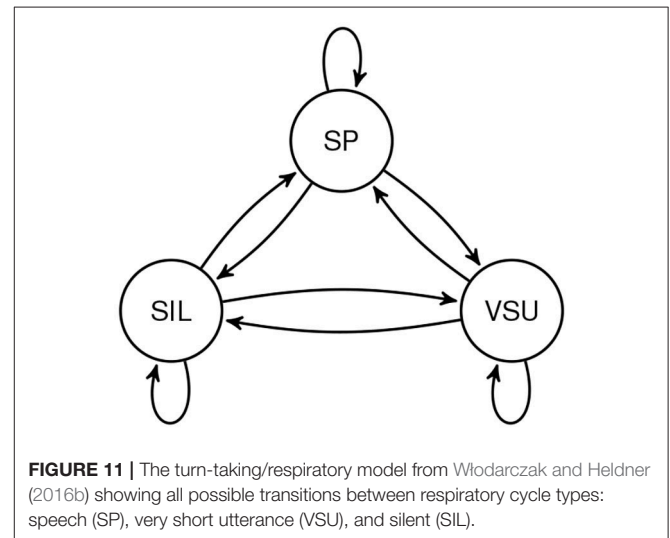 SP
SIL
VSU
FIGURE 11 | The turn-taking/respiratory model from Włodarczak and Heldner
(2016b) showing all possible transitions between respiratory cycle types:
speech (SP), very short utterance (VSU), and silent (SIL).